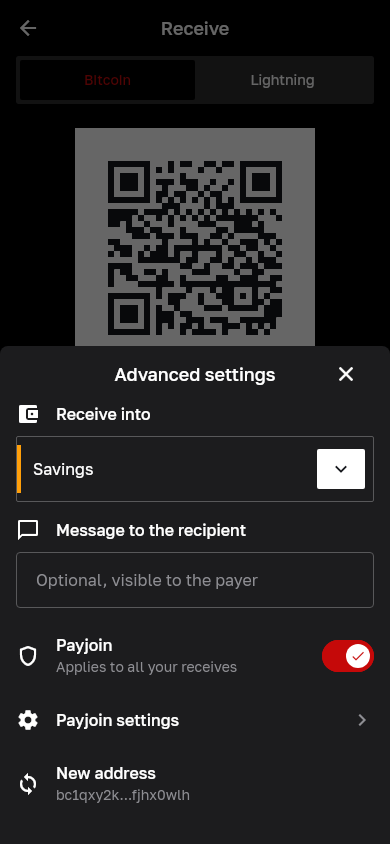 Receive
Bitcoin
Lightning
Advanced settings
Receive into
Savings
Message to the recipient
Optional, visible to the payer
Payjoin
Applies to all your receives
Payjoin settings
New address
bc1qxy2k...fjhx0wlh